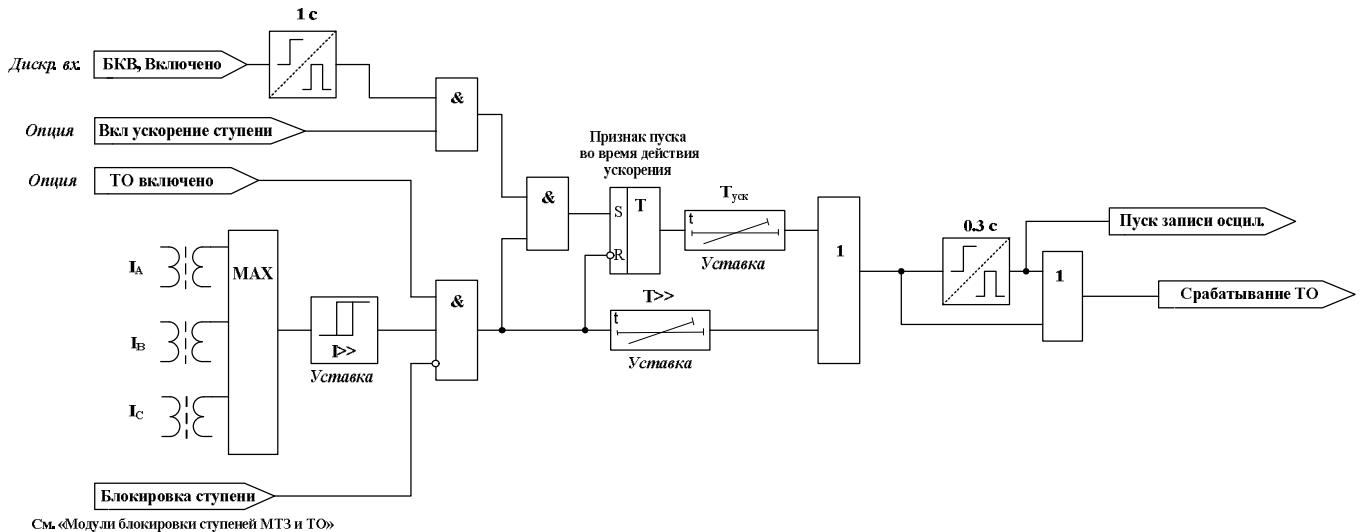 1 с
Дискр. вх.
БКВ, Включено
&
Опция
Вкл ускорение ступени
Признак пуска
во время действия
ускорения
Опция
ТО включено
&
S
T
R
Tуск
t
Уставка
1
0.3 с
Пуск записи осцил.
1
Срабатывание ТО
IA
MAX
&
T>>
t
Уставка
IB
I>>
Уставка
IC
Блокировка ступени
См. «Модули блокировки ступеней МТЗ и ТО»